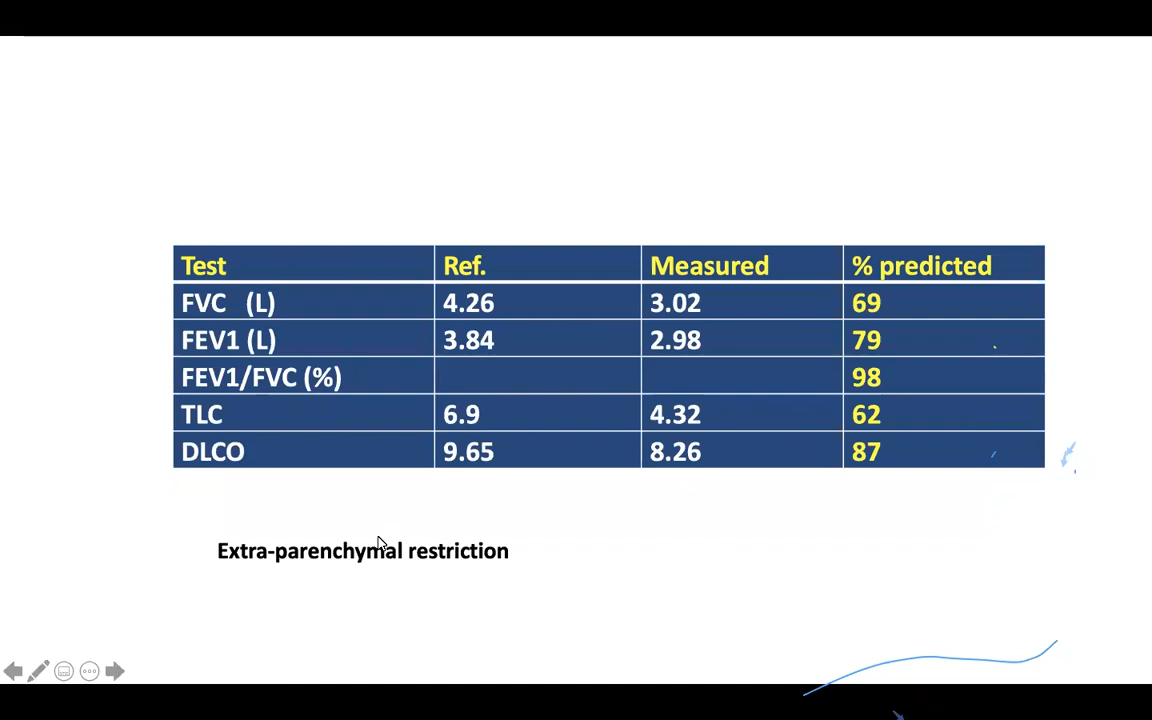 Test Ref. Measured % predicted
FVC (L) 4.26 3.02 69
FEV1 (L) 3.84 2.98 79
FEV1/FVC (%) 98
TLC 6.9 4.32 62
DLCO 9.65 8.26 87
Extra-parenchymal restriction